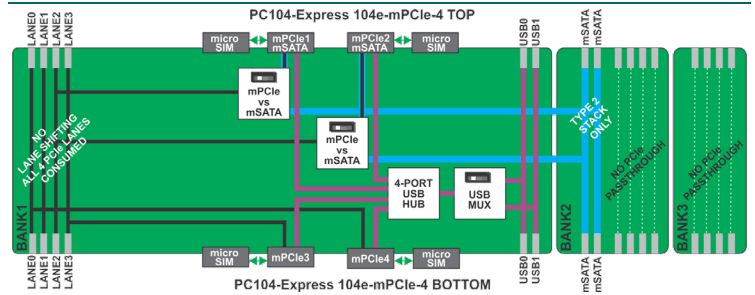 PC104-Express 104e-mPCIe-4 TOP
LANE0
LANE1
LANE2
LANE3
micro
SIM
mPCIe1
mSATA
mPCIe2
mSATA
micro
SIM
USB0
USB1
mSATA
mSATA
mPCIe
vs
mSATA
mPCIe
vs
mSATA
NO
LANE SHIFTING
ALL 4 PCIe LANES
CONSUMED
4-PORT
USB
HUB
USB
MUX
TYPE 2
STACK
ONLY
NO PCIe
PASSTHROUGH
NO PCIe
PASSTHROUGH
BANK1
BANK2
BANK3
LANE0
LANE1
LANE2
LANE3
micro
SIM
mPCIe3
mPCIe4
micro
SIM
USB0
USB1
mSATA
mSATA
PC104-Express 104e-mPCIe-4 BOTTOM